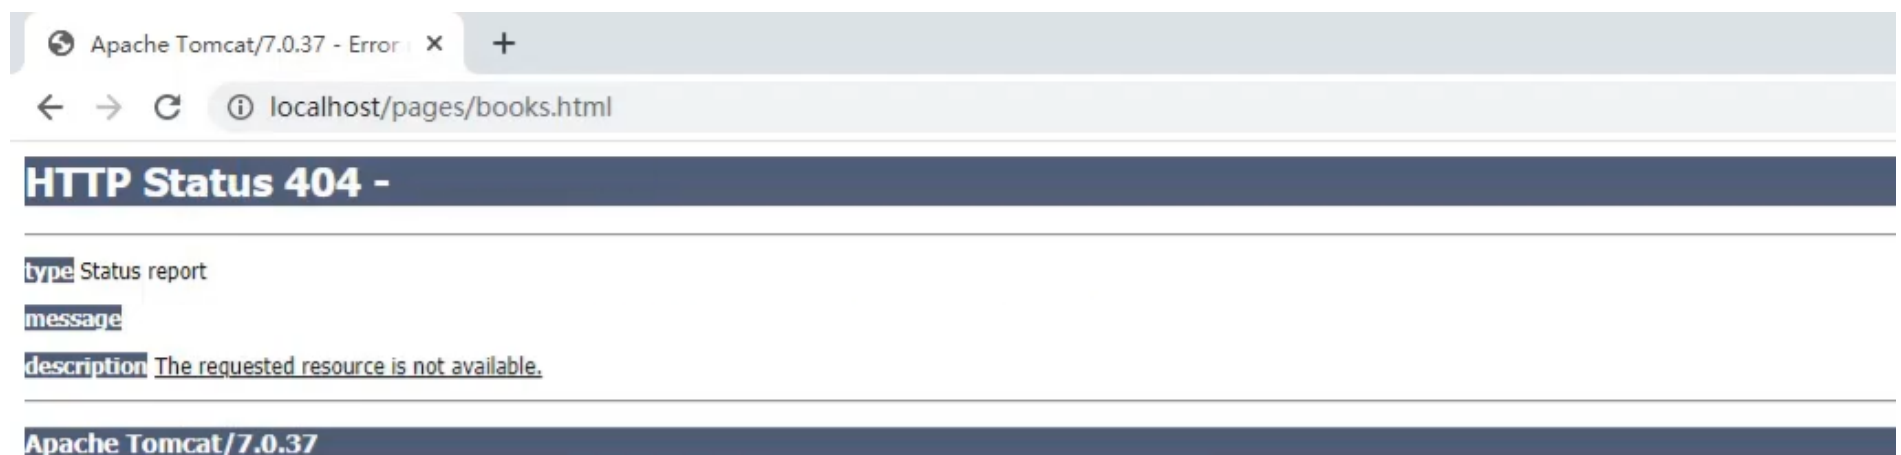 Apache Tomcat/7.0.37 - Error
localhost/pages/books.html
HTTP Status 404 -
type Status report
message
description The requested resource is not available.
Apache Tomcat/7.0.37